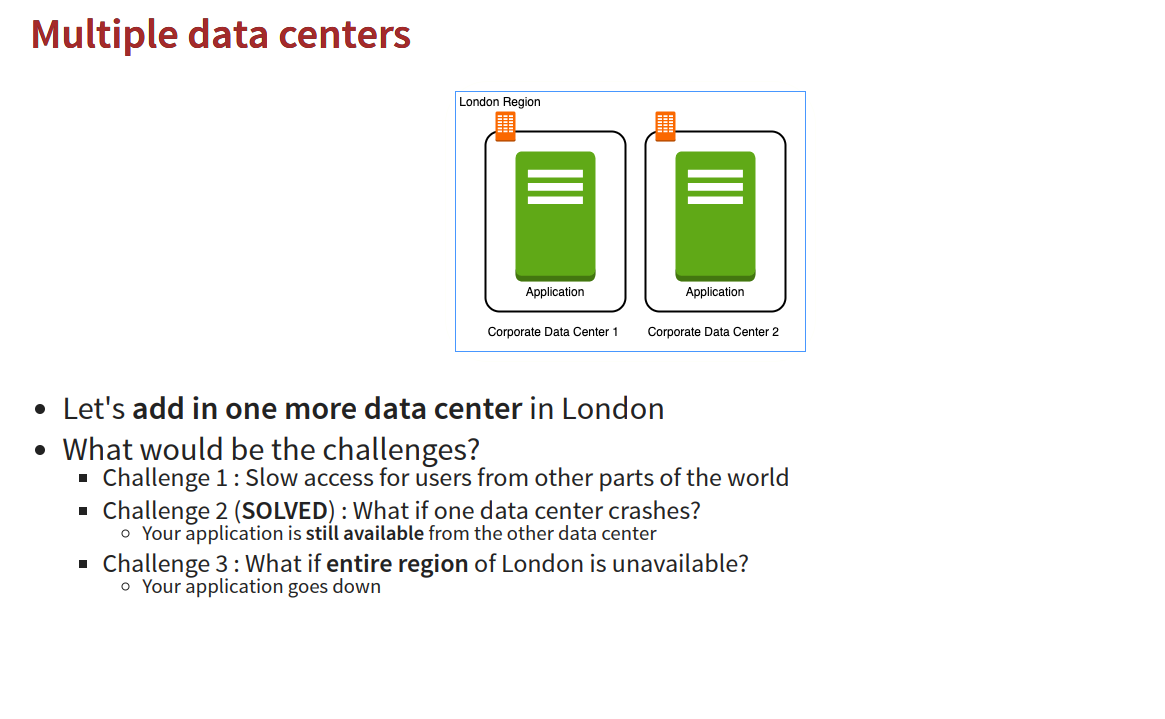 Multiple data centers
London Region
Application
Application
Corporate Data Center 1
Corporate Data Center 2
Let's add in one more data center in London
What would be the challenges?
Challenge 1 : Slow access for users from other parts of the world
Challenge 2 (SOLVED) : What if one data center crashes?
Your application is still available from the other data center
Challenge 3 : What if entire region of London is unavailable?
Your application goes down